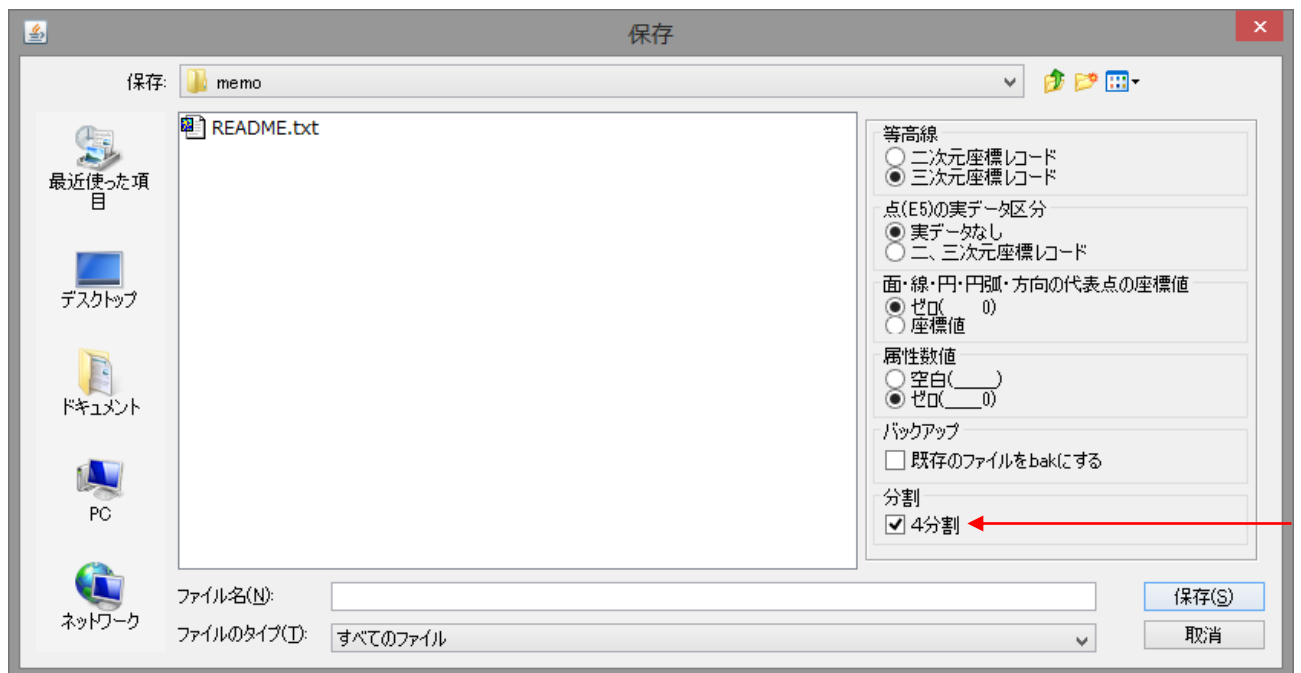 保存
保存:
memo
README.txt
最近使った項
目
デスクトップ
ドキュメント
PC
ネットワーク
等高線
二次元座標レコード
三次元座標レコード
点(E5)の実データ区分
実データなし
二、三次元座標レコード
面・線・円・円弧・方向の代表点の座標値
ゼロ(    0)
座標値
属性数値
空白(____)
ゼロ(____0)
バックアップ
既存のファイルをbakにする
分割
4分割
ファイル名(N):
保存(S)
ファイルのタイプ(T):
すべてのファイル
取消